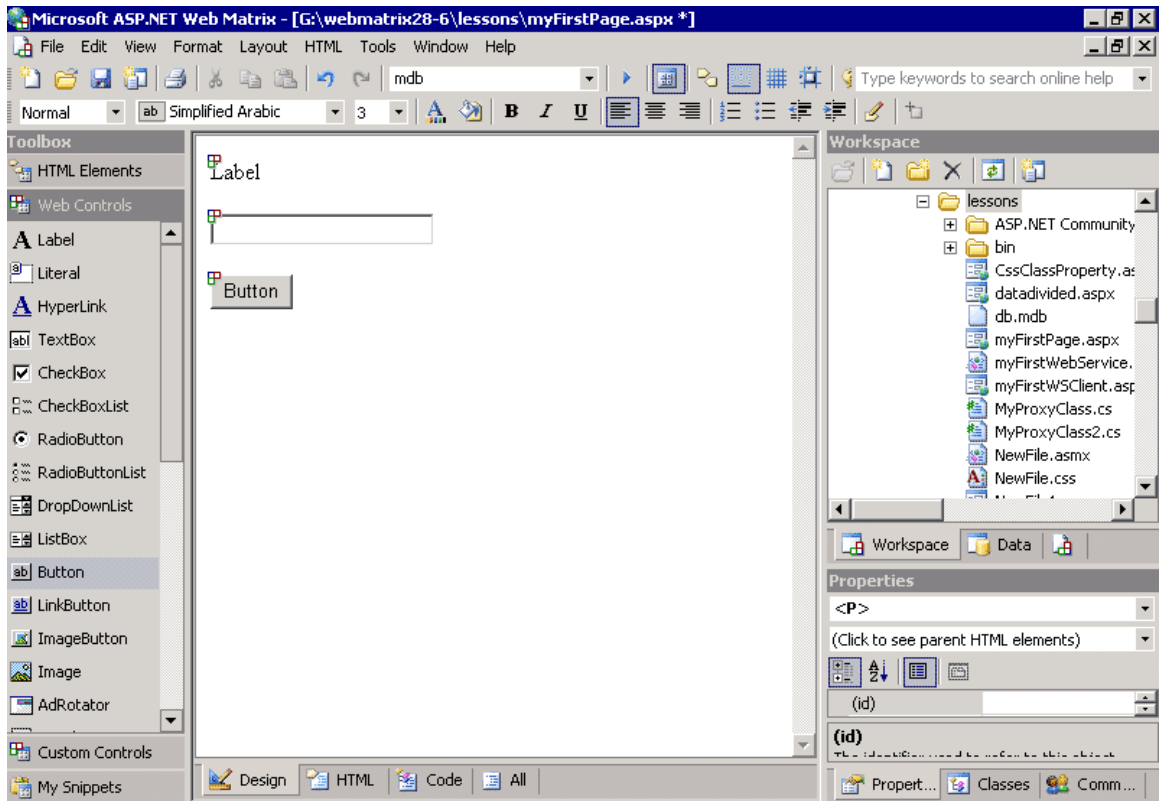 Microsoft ASP.NET Web Matrix - [G:\webmatrix28-6\lessons\myFirstPage.aspx *]
File Edit View Format Layout HTML Tools Window Help
mdb
Type keywords to search online help
Normal
ab Simplified Arabic
3
B I U
Toolbox
HTML Elements
Web Controls
A Label
Literal
A HyperLink
abl TextBox
CheckBox
CheckBoxList
RadioButton
RadioButtonList
DropDownList
ListBox
ab Button
ab LinkButton
ImageButton
Image
AdRotator
Custom Controls
My Snippets
Label
Button
Design HTML Code All
Workspace
lessons
ASP.NET Community
bin
CssClassProperty.as
datadivided.aspx
db.mdb
myFirstPage.aspx
myFirstWebService.
myFirstWSClient.asp
MyProxyClass.cs
MyProxyClass2.cs
NewFile.asmx
NewFile.css
Workspace Data
Properties
<P>
(Click to see parent HTML elements)
(id)
(id)
Propert... Classes Comm...